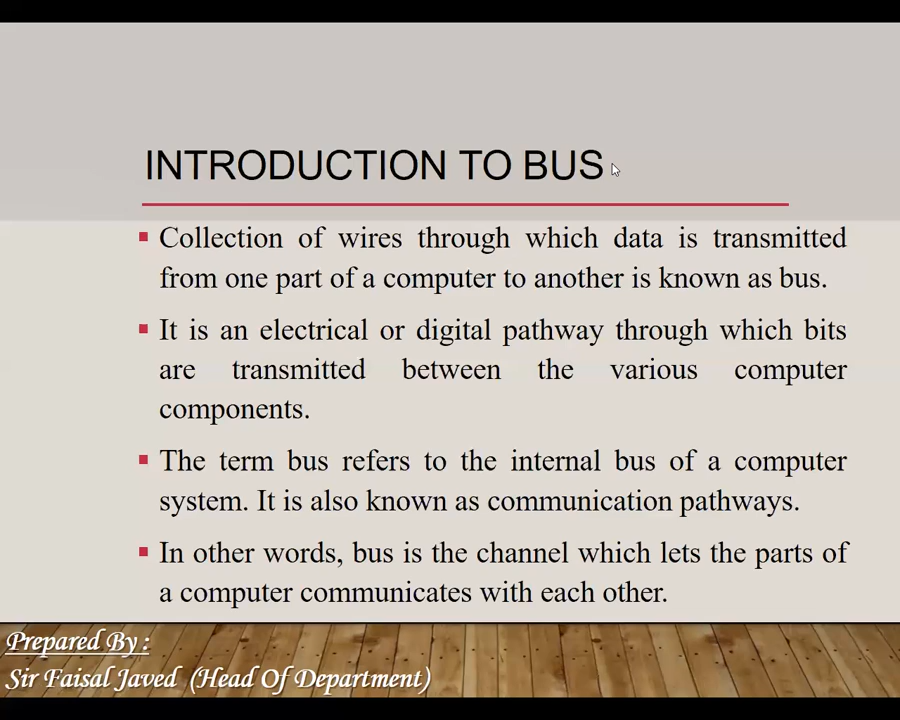 INTRODUCTION TO BUS
▪ Collection of wires through which data is transmitted
from one part of a computer to another is known as bus.
▪ It is an electrical or digital pathway through which bits
are transmitted between the various computer
components.
▪ The term bus refers to the internal bus of a computer
system. It is also known as communication pathways.
▪ In other words, bus is the channel which lets the parts of
a computer communicates with each other.
Prepared By :
Sir Faisal Javed (Head Of Department)